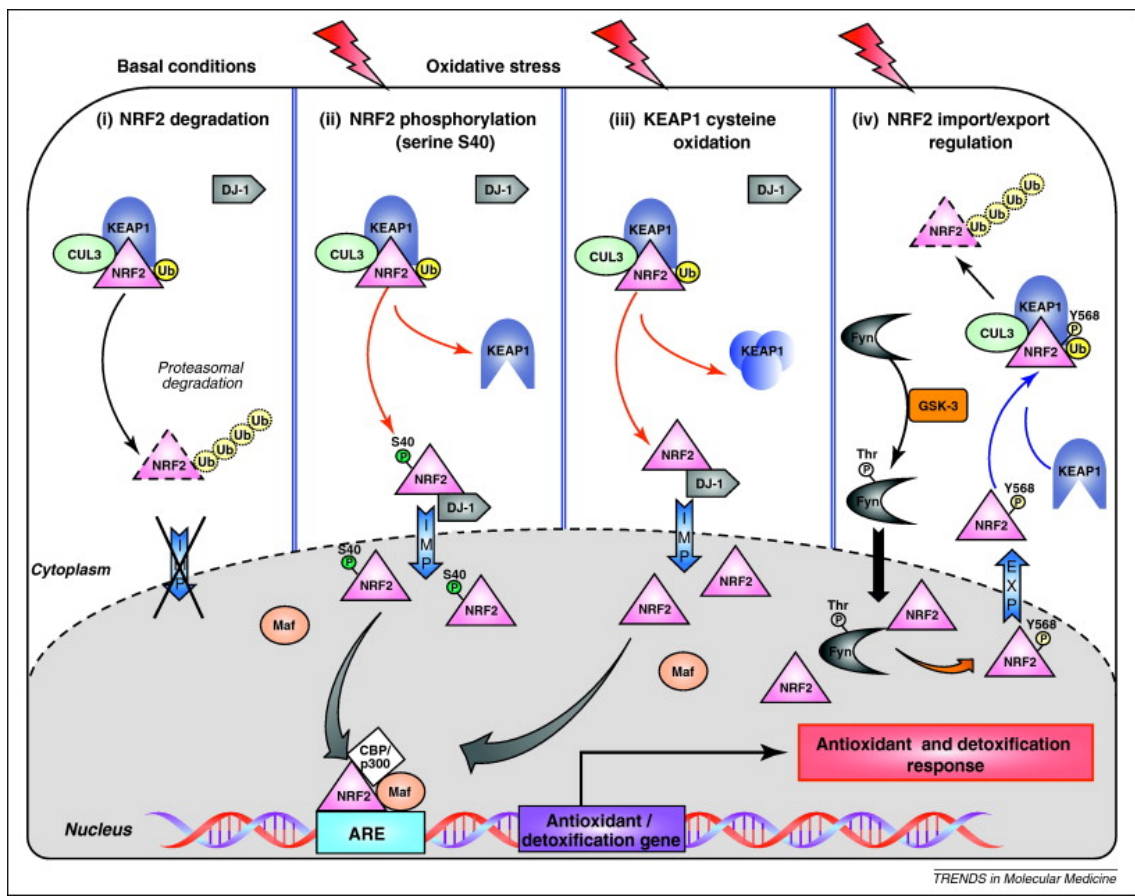 Basal conditions
Oxidative stress
(i) NRF2 degradation
(ii) NRF2 phosphorylation
(serine S40)
(iii) KEAP1 cysteine
oxidation
(iv) NRF2 import/export
regulation
DJ-1
KEAP1
CUL3
NRF2
Ub
Proteasomal
degradation
NRF2
Ub
Ub
Ub
Ub
IMP
DJ-1
KEAP1
CUL3
NRF2
Ub
KEAP1
S40
P
NRF2
DJ-1
IMP
DJ-1
KEAP1
CUL3
NRF2
Ub
KEAP1
NRF2
DJ-1
IMP
NRF2
Ub
Ub
Ub
Ub
KEAP1
Y568
P
CUL3
NRF2
Ub
Fyn
GSK-3
Thr
P
Fyn
KEAP1
Y568
P
NRF2
EXP
Cytoplasm
S40
P
NRF2
S40
P
NRF2
Maf
NRF2
NRF2
Maf
Thr
P
Fyn
NRF2
NRF2
Y568
P
NRF2
CBP/
p300
NRF2
Maf
ARE
Antioxidant /
detoxification gene
Antioxidant and detoxification
response
Nucleus
TRENDS in Molecular Medicine